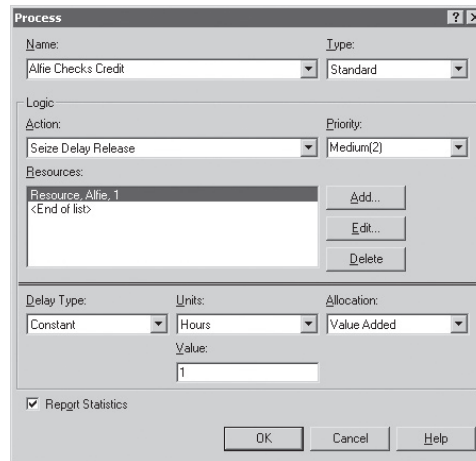 Process
Name: Type:
Alfie Checks Credit Standard
Logic
Action: Priority:
Seize Delay Release Medium(2)
Resources:
Resource, Alfie, 1
<End of list>
Add...
Edit...
Delete
Delay Type: Units: Allocation:
Constant Hours Value Added
Value:
1
Report Statistics
OK Cancel Help